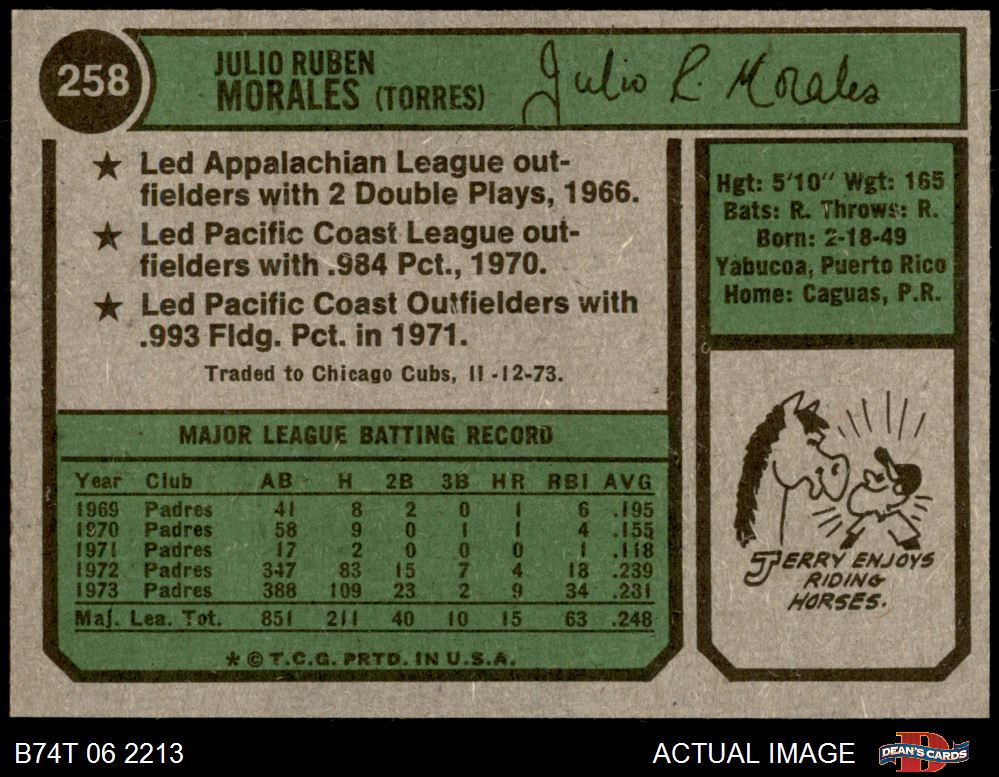 258
JULIO RUBEN
MORALES (TORRES)
Julio R. Morales
★ Led Appalachian League out-
fielders with 2 Double Plays, 1966.
★ Led Pacific Coast League out-
fielders with .984 Pct., 1970.
★ Led Pacific Coast Outfielders with
.993 Fldg. Pct. in 1971.
Traded to Chicago Cubs, 11-12-73.
Hgt: 5'10" Wgt: 165
Bats: R. Throws: R.
Born: 2-18-49
Yabucoa, Puerto Rico
Home: Caguas, P.R.
MAJOR LEAGUE BATTING RECORD
Year Club AB H 2B 3B HR RBI AVG
1969 Padres 41 8 2 0 1 6 .195
1970 Padres 58 9 0 1 1 4 .155
1971 Padres 17 2 0 0 0 1 .118
1972 Padres 347 83 15 7 4 18 .239
1973 Padres 388 109 23 2 9 34 .281
Maj. Lea. Tot. 851 211 40 10 15 63 .248
* © T.C.G. PRTD. IN U.S.A.
JERRY ENJOYS
RIDING
HORSES.
B74T 06 2213
ACTUAL IMAGE
DEAN'S CARDS